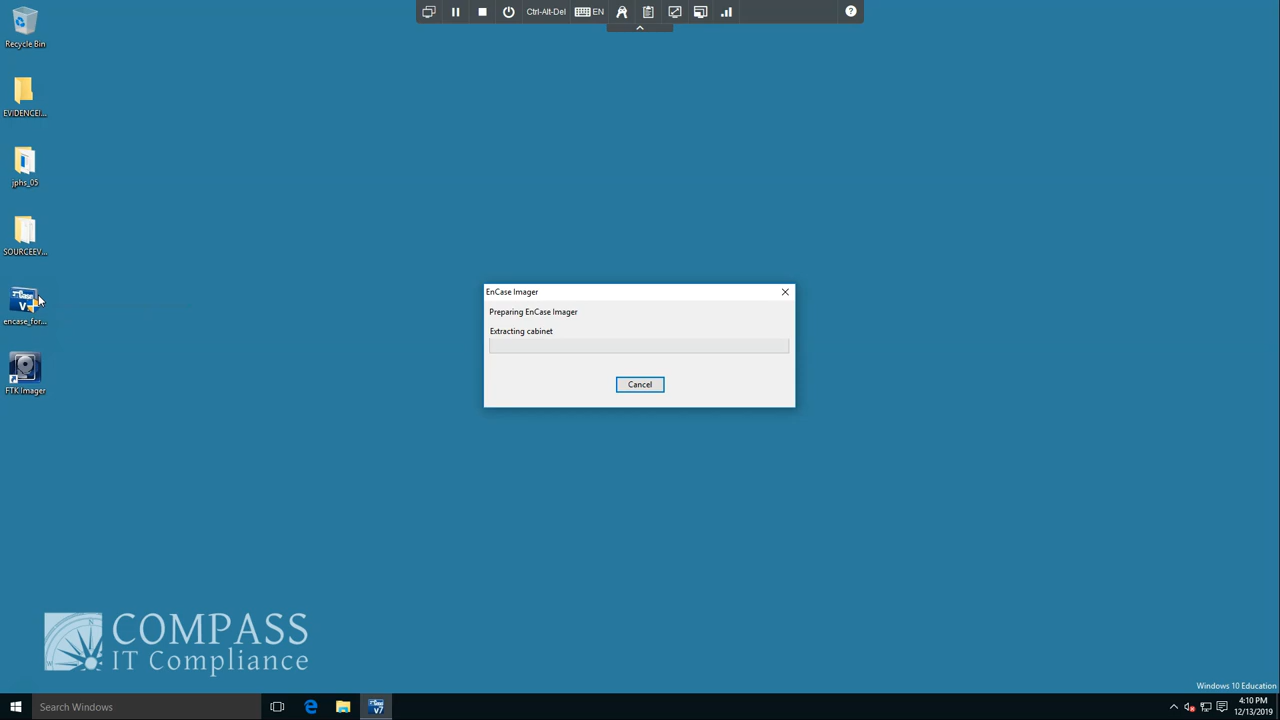 Ctrl-Alt-Del
EN
?
Recycle Bin
EVIDENCEI...
jphs_05
SOURCEEV...
encase_for...
FTK Imager
EnCase Imager
Preparing EnCase Imager
Extracting cabinet
Cancel
COMPASS
IT Compliance
Windows 10 Education
Search Windows
4:10 PM
12/13/2019